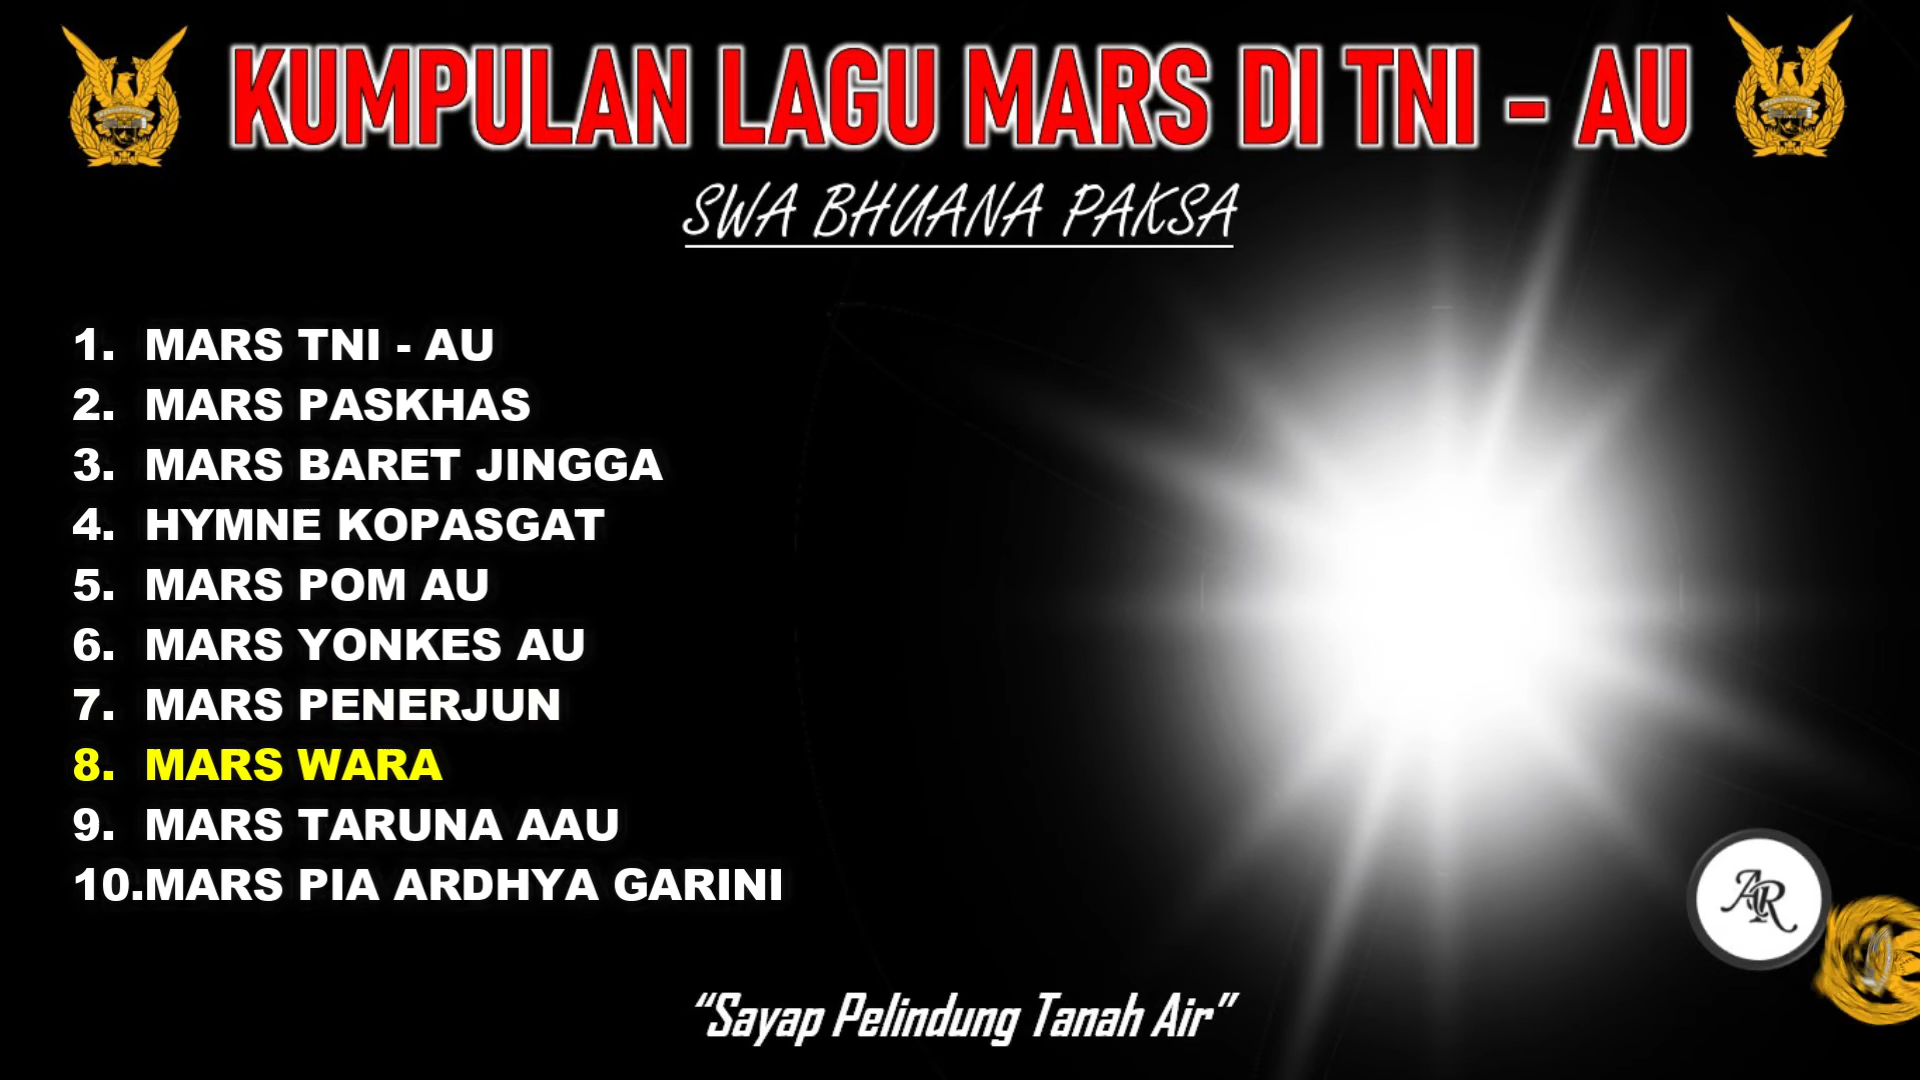 KUMPULAN LAGU MARS DI TNI - AU
SWA BHUANA PAKSA
1. MARS TNI - AU
2. MARS PASKHAS
3. MARS BARET JINGGA
4. HYMNE KOPASGAT
5. MARS POM AU
6. MARS YONKES AU
7. MARS PENERJUN
8. MARS WARA
9. MARS TARUNA AAU
10.MARS PIA ARDHYA GARINI
AR
"Sayap Pelindung Tanah Air"